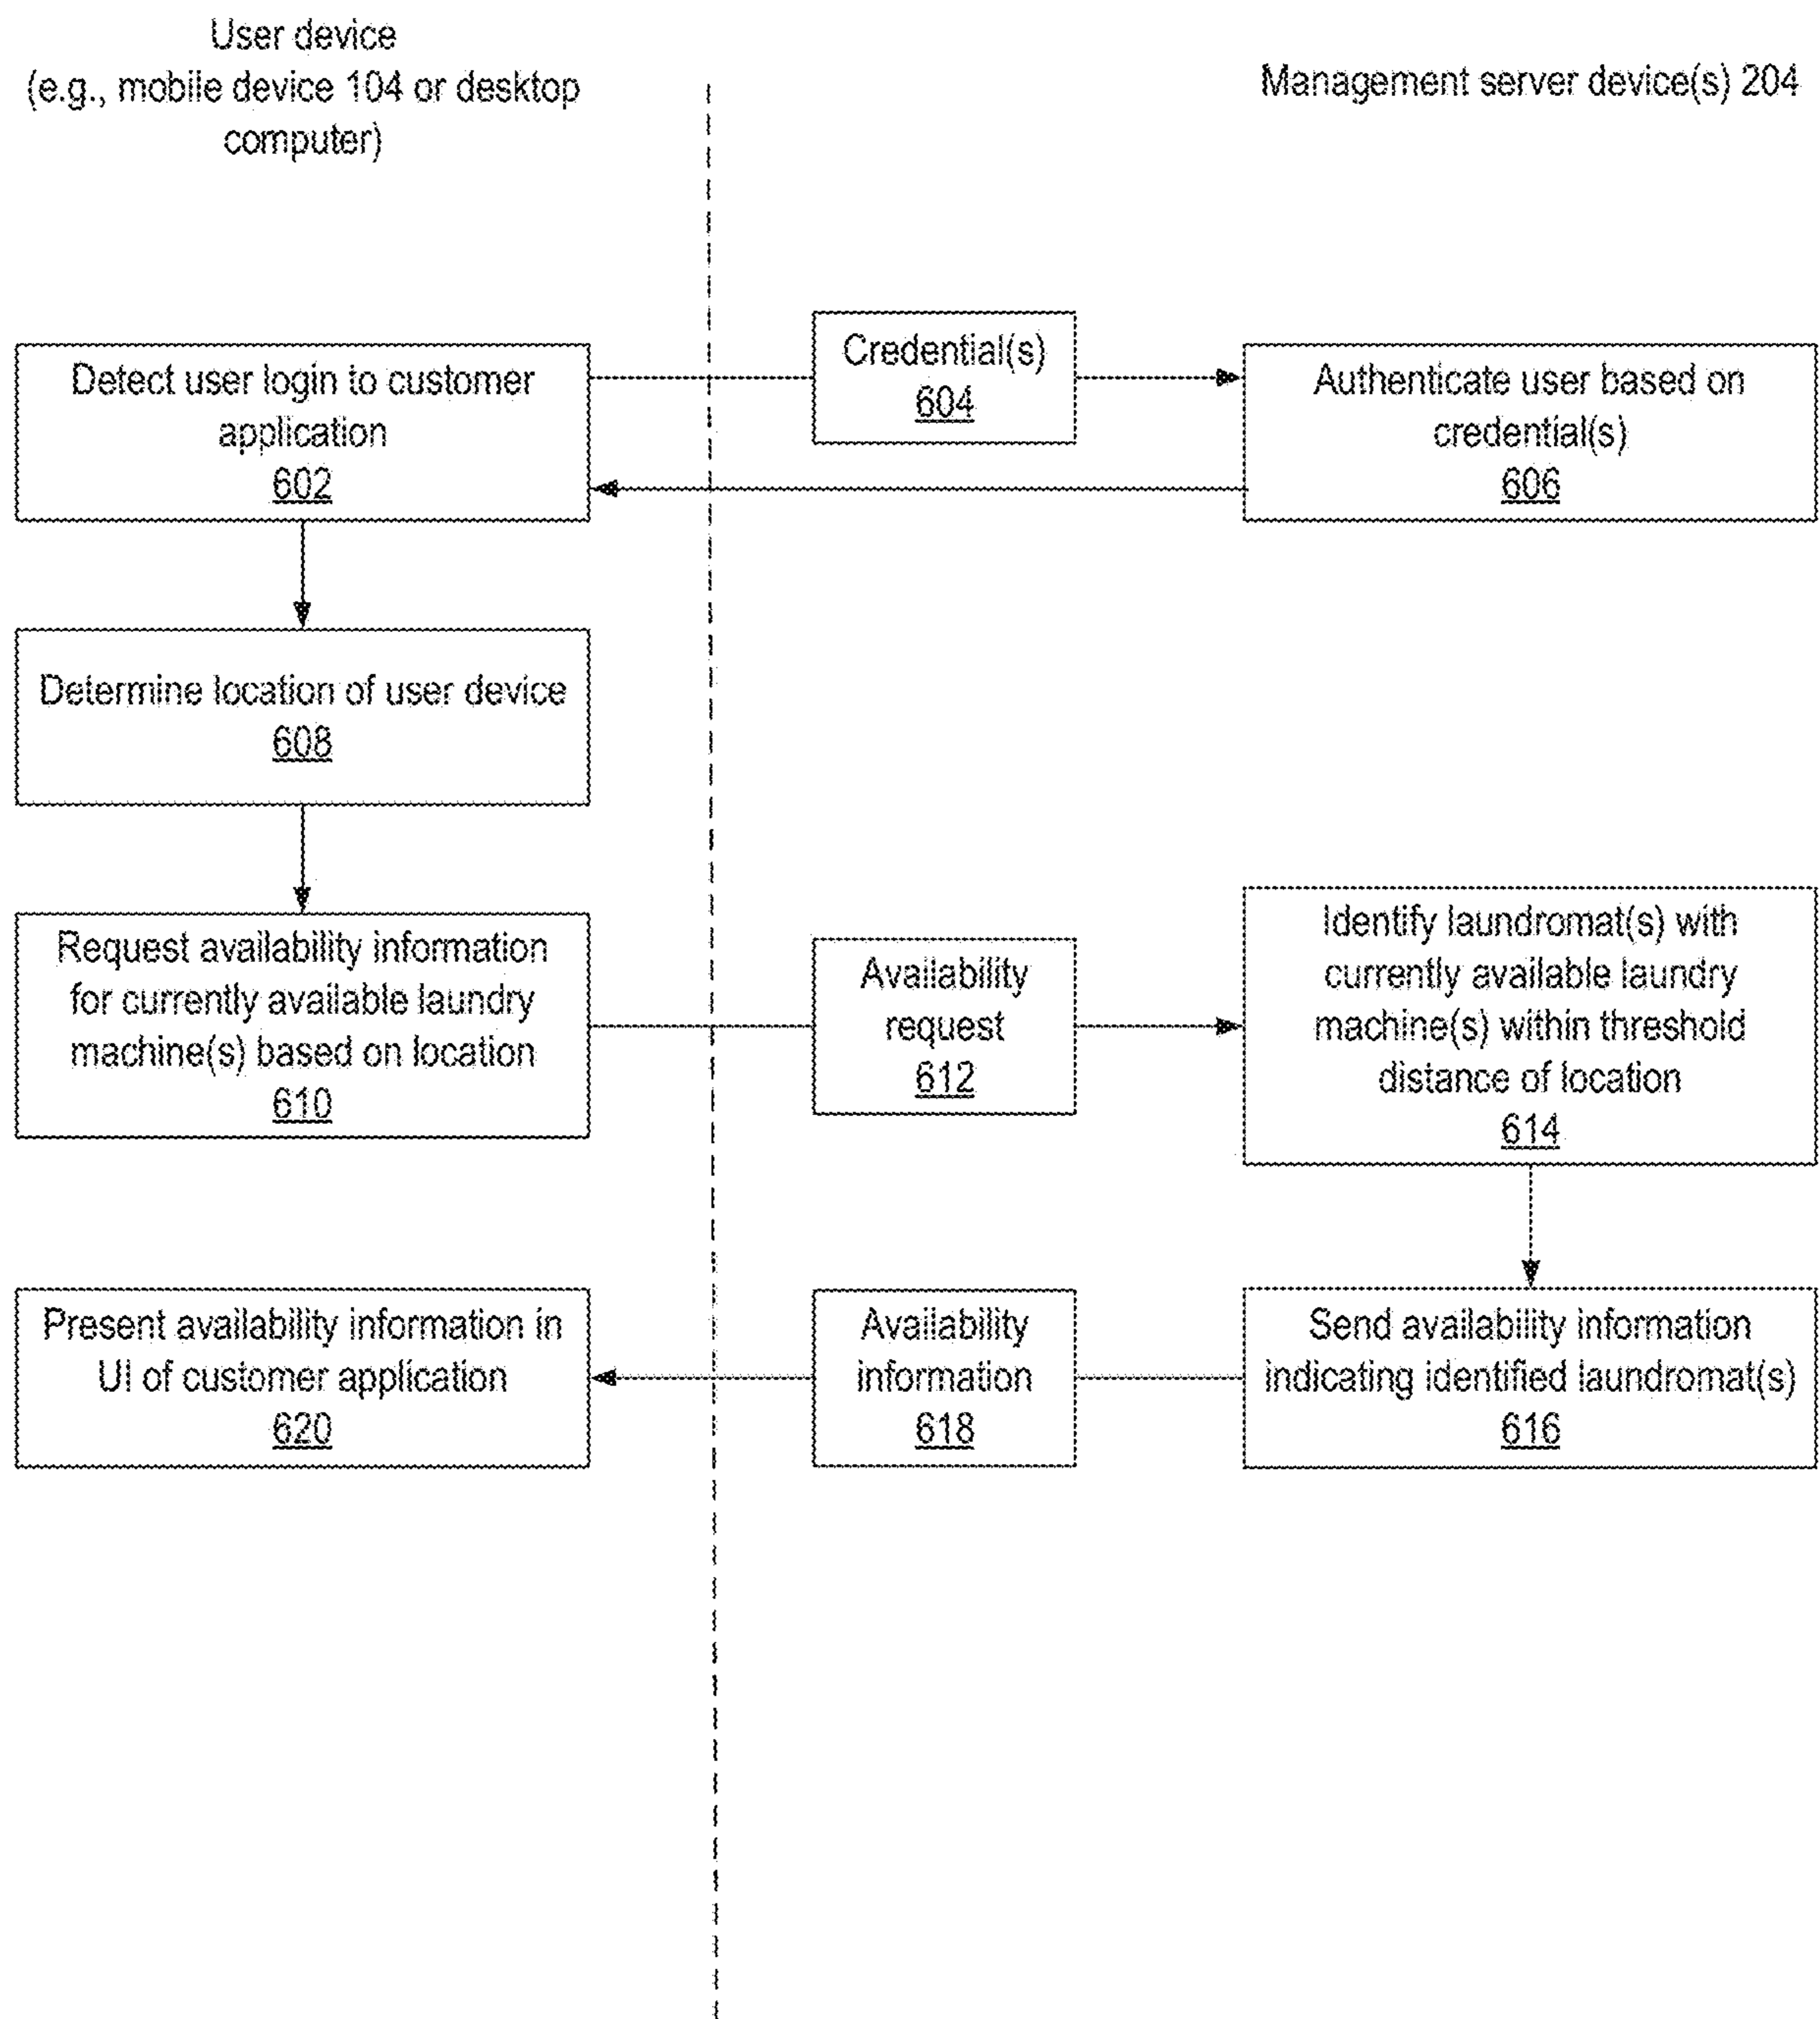 User device
(e.g., mobile device 104 or desktop
computer)
Management server device(s) 204
Detect user login to customer
application
602
Credential(s)
604
Authenticate user based on
credential(s)
606
Determine location of user device
608
Request availability information
for currently available laundry
machine(s) based on location
610
Availability
request
612
Identify laundromat(s) with
currently available laundry
machine(s) within threshold
distance of location
614
Present availability information in
UI of customer application
620
Availability
information
618
Send availability information
indicating identified laundromat(s)
616